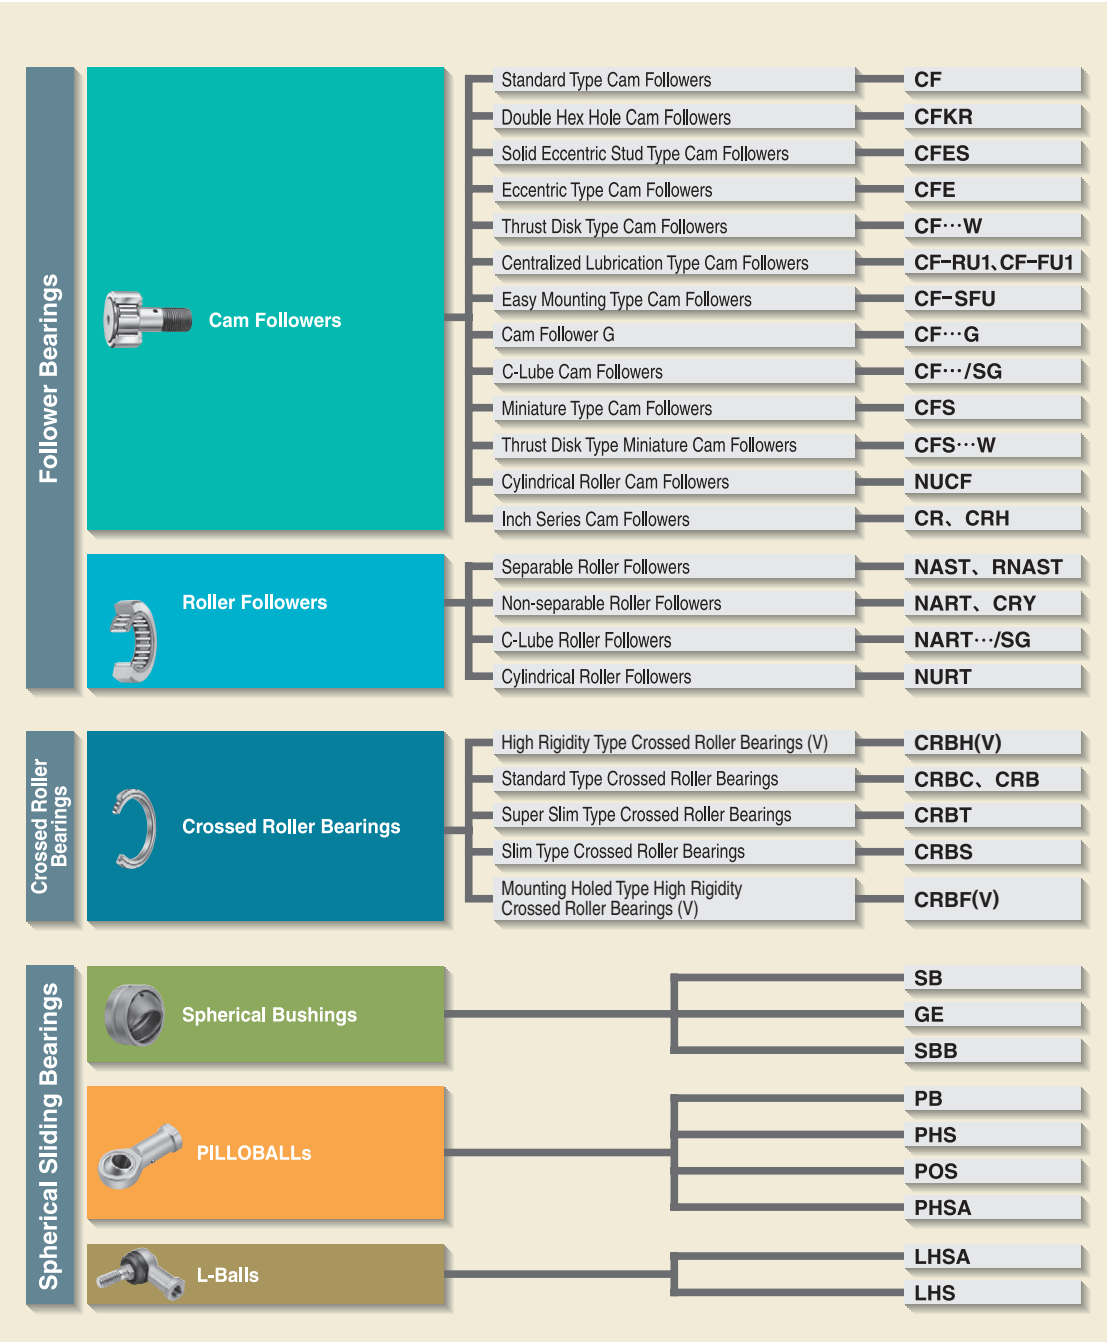 Follower Bearings
Cam Followers
Standard Type Cam Followers
CF
Double Hex Hole Cam Followers
CFKR
Solid Eccentric Stud Type Cam Followers
CFES
Eccentric Type Cam Followers
CFE
Thrust Disk Type Cam Followers
CF…W
Centralized Lubrication Type Cam Followers
CF-RU1、CF-FU1
Easy Mounting Type Cam Followers
CF-SFU
Cam Follower G
CF…G
C-Lube Cam Followers
CF…/SG
Miniature Type Cam Followers
CFS
Thrust Disk Type Miniature Cam Followers
CFS…W
Cylindrical Roller Cam Followers
NUCF
Inch Series Cam Followers
CR、CRH
Roller Followers
Separable Roller Followers
NAST、RNAST
Non-separable Roller Followers
NART、CRY
C-Lube Roller Followers
NART…/SG
Cylindrical Roller Followers
NURT
Crossed Roller
Bearings
Crossed Roller Bearings
High Rigidity Type Crossed Roller Bearings (V)
CRBH(V)
Standard Type Crossed Roller Bearings
CRBC、CRB
Super Slim Type Crossed Roller Bearings
CRBT
Slim Type Crossed Roller Bearings
CRBS
Mounting Holed Type High Rigidity
Crossed Roller Bearings (V)
CRBF(V)
Spherical Sliding Bearings
Spherical Bushings
SB
GE
SBB
PILLOBALLs
PB
PHS
POS
PHSA
L-Balls
LHSA
LHS